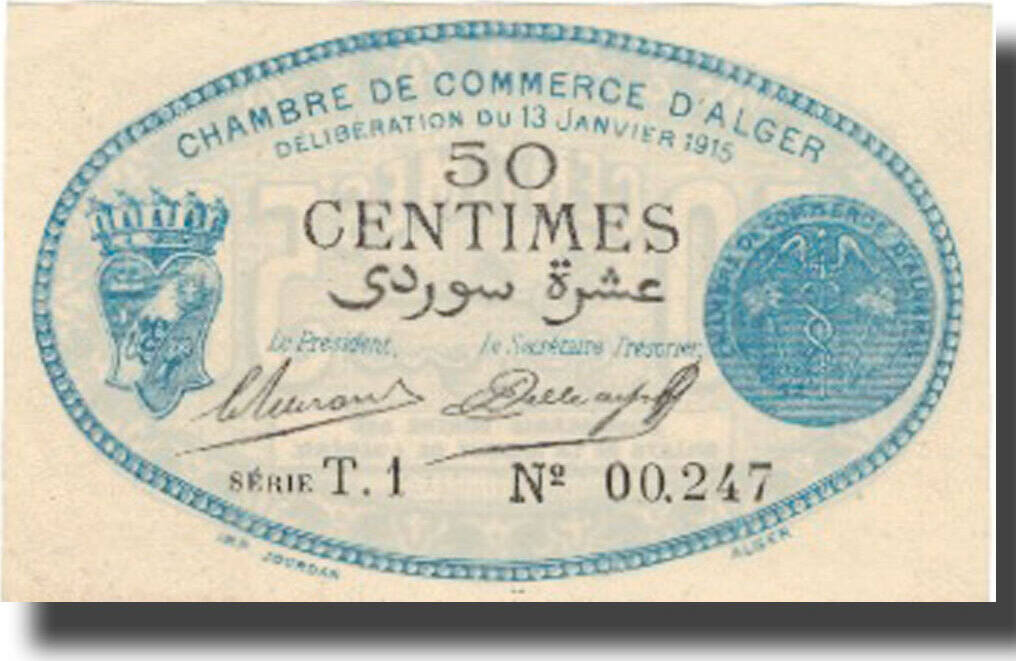 CHAMBRE DE COMMERCE D'ALGER
DÉLIBÉRATION DU 13 JANVIER 1915
50
CENTIMES
عشرة سوردى
Le Président, le Secrétaire Trésorier,
SÉRIE T.1 Nº 00.247
IMP. JOURDAN ALGER